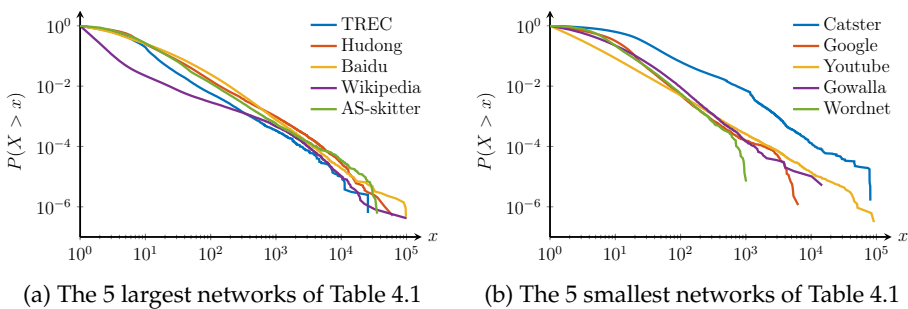 10^0
10^−2
10^−4
10^−6
P(X > x)
10^0 10^1 10^2 10^3 10^4 10^5
x
TREC
Hudong
Baidu
Wikipedia
AS-skitter
(a) The 5 largest networks of Table 4.1
10^0
10^−2
10^−4
10^−6
P(X > x)
10^0 10^1 10^2 10^3 10^4 10^5
x
Catster
Google
Youtube
Gowalla
Wordnet
(b) The 5 smallest networks of Table 4.1